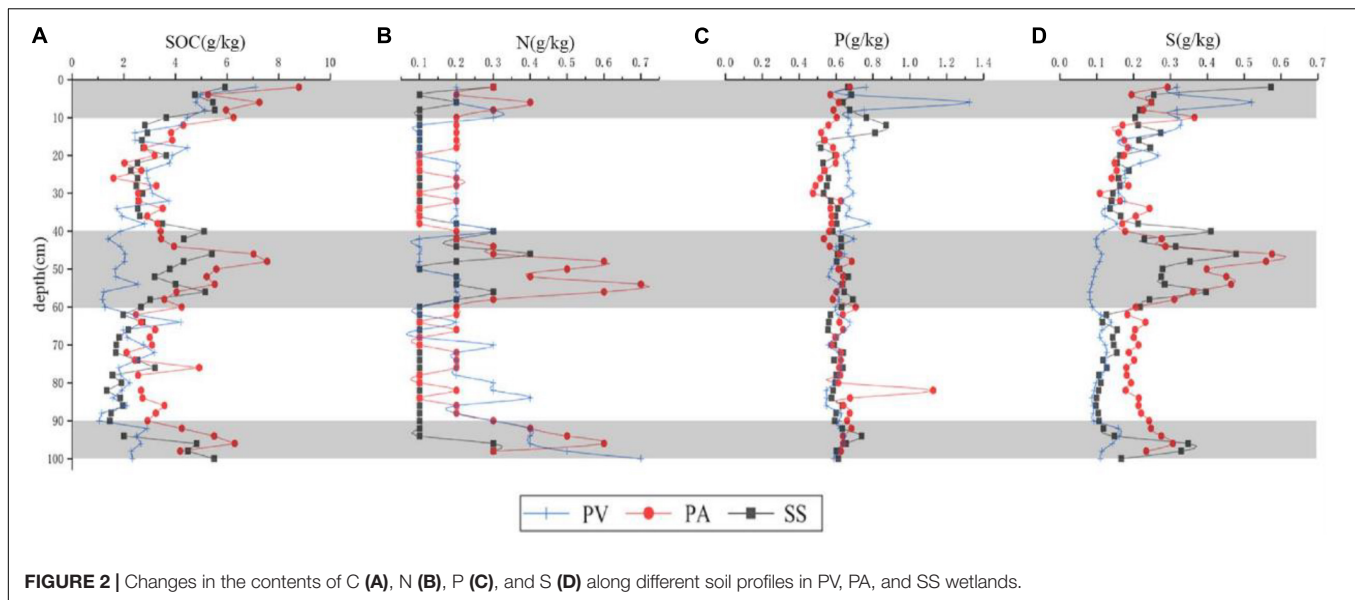 A
SOC(g/kg)
0 2 4 6 8 10
B
N(g/kg)
0.1 0.2 0.3 0.4 0.5 0.6 0.7
C
P(g/kg)
0.0 0.2 0.4 0.6 0.8 1.0 1.2 1.4
D
S(g/kg)
0.0 0.1 0.2 0.3 0.4 0.5 0.6 0.7
depth(cm)
0
10
20
30
40
50
60
70
80
90
100
PV PA SS
FIGURE 2 | Changes in the contents of C (A), N (B), P (C), and S (D) along different soil profiles in PV, PA, and SS wetlands.